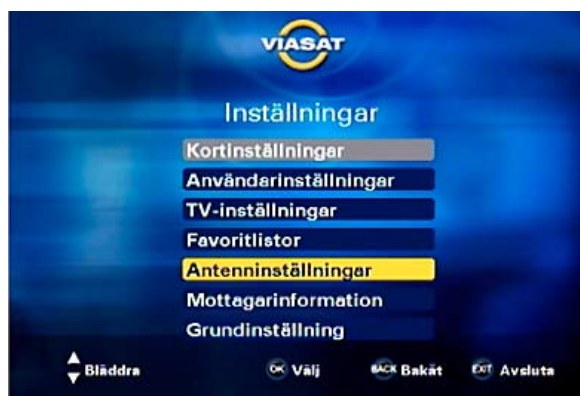 VIASAT
Inställningar
Kortinställningar
Användarinställningar
TV-inställningar
Favoritlistor
Antenninställningar
Mottagarinformation
Grundinställning
Bläddra OK Välj BACK Bakåt EXIT Avsluta